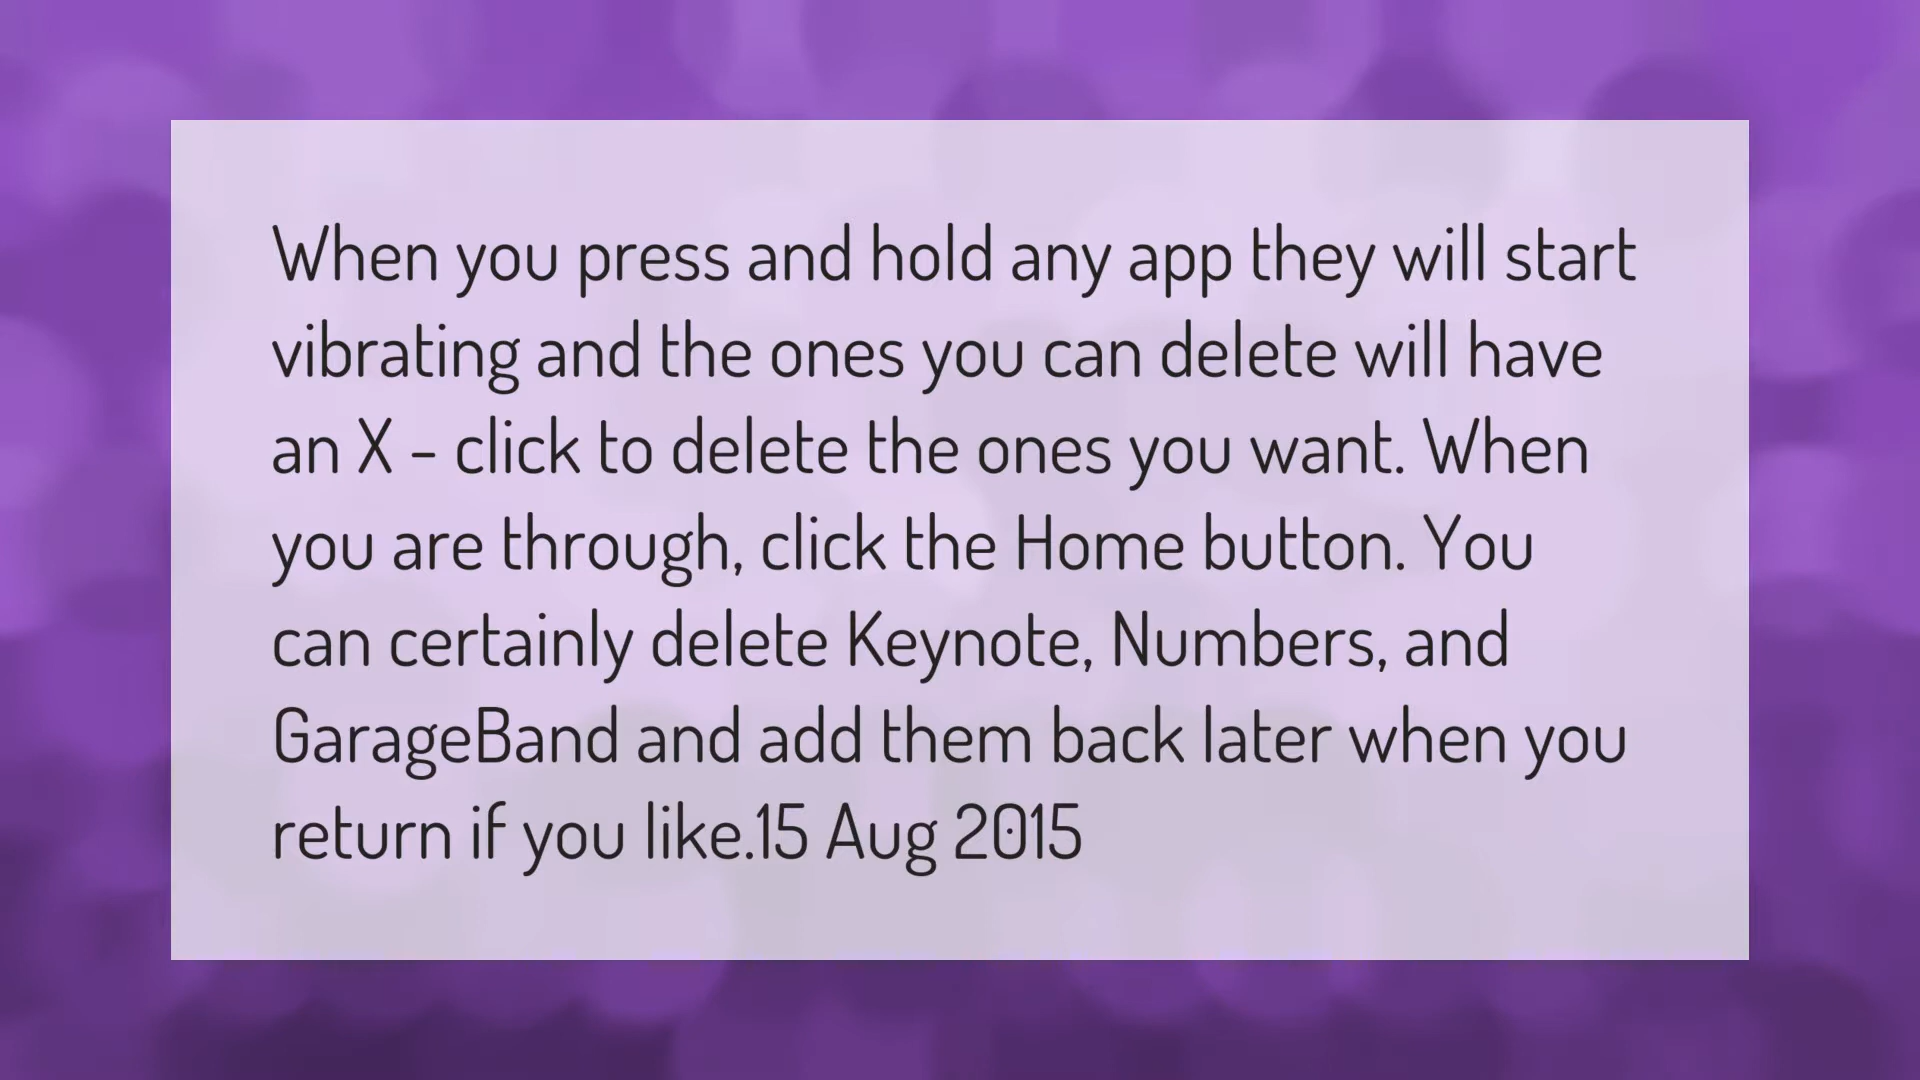 When you press and hold any app they will start
vibrating and the ones you can delete will have
an X - click to delete the ones you want. When
you are through, click the Home button. You
can certainly delete Keynote, Numbers, and
GarageBand and add them back later when you
return if you like.15 Aug 2015